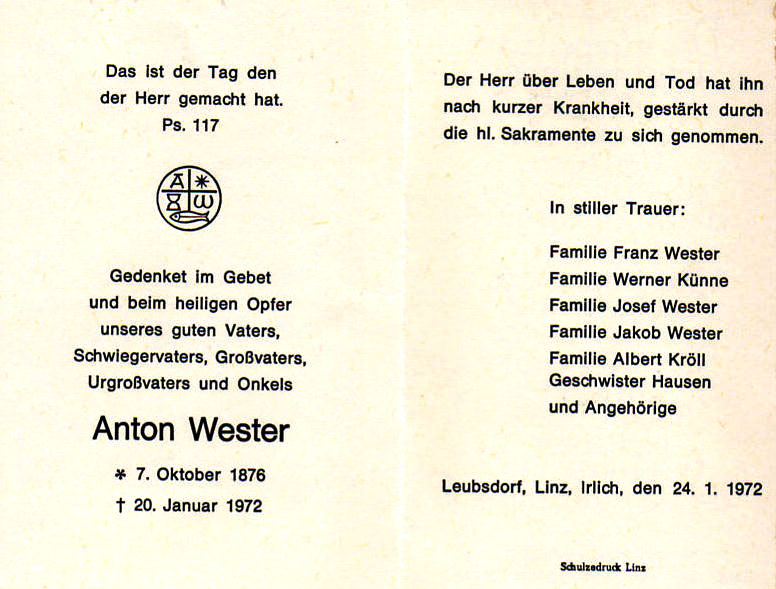 Das ist der Tag den
der Herr gemacht hat.
Ps. 117
A ω
Gedenket im Gebet
und beim heiligen Opfer
unseres guten Vaters,
Schwiegervaters, Großvaters,
Urgroßvaters und Onkels
Anton Wester
* 7. Oktober 1876
† 20. Januar 1972
Der Herr über Leben und Tod hat ihn
nach kurzer Krankheit, gestärkt durch
die hl. Sakramente zu sich genommen.
In stiller Trauer:
Familie Franz Wester
Familie Werner Künne
Familie Josef Wester
Familie Jakob Wester
Familie Albert Kröll
Geschwister Hausen
und Angehörige
Leubsdorf, Linz, Irlich, den 24. 1. 1972
Schulzedruck Linz